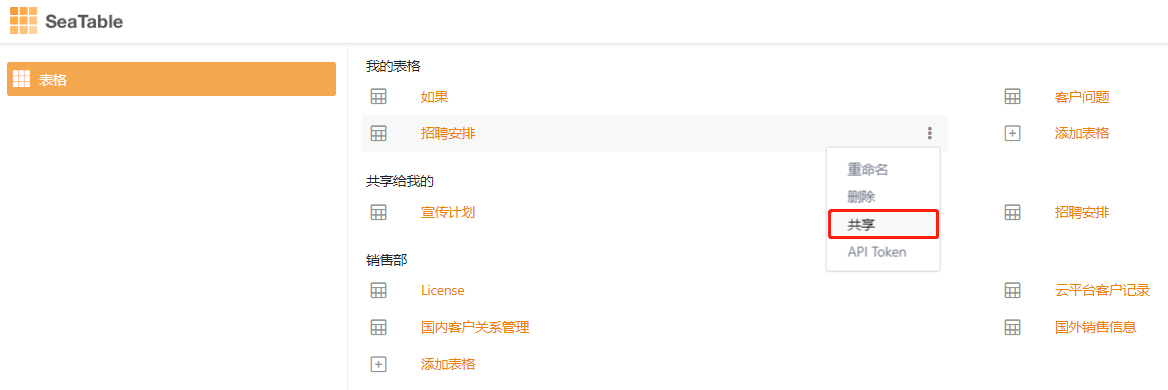 SeaTable
表格
我的表格
如果
客户问题
招聘安排
添加表格
重命名
删除
共享
API Token
共享给我的
宣传计划
招聘安排
销售部
License
云平台客户记录
国内客户关系管理
国外销售信息
添加表格